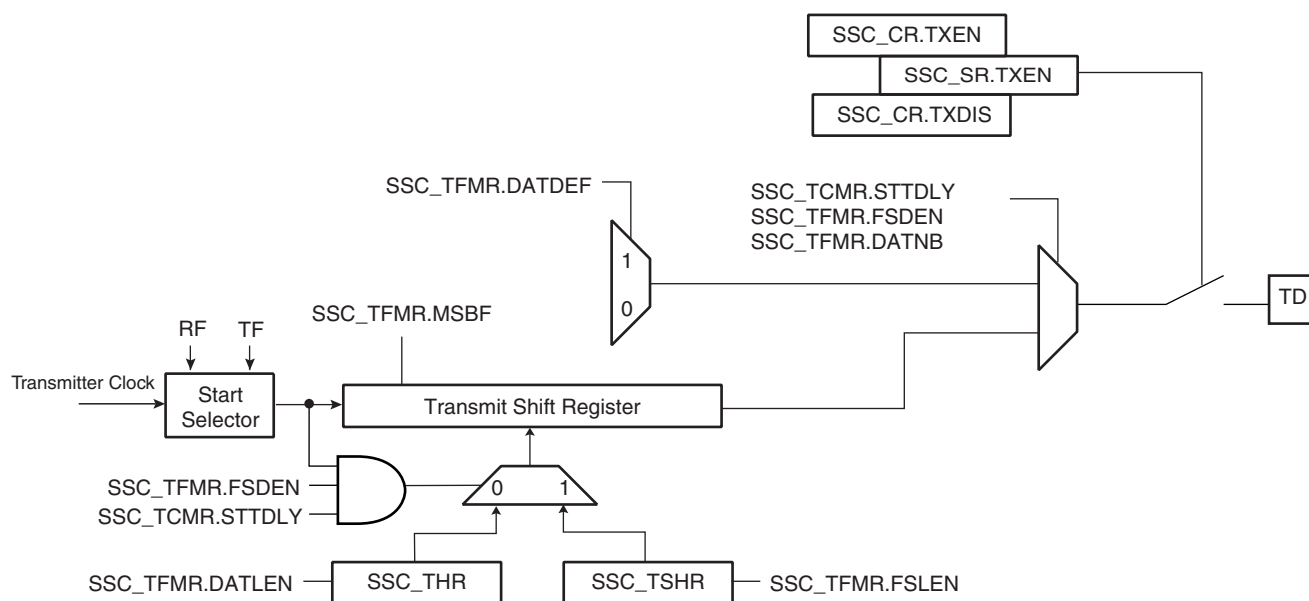 SSC_CR.TXEN
SSC_SR.TXEN
SSC_CR.TXDIS
SSC_TFMR.DATDEF
SSC_TCMR.STTDLY
SSC_TFMR.FSDEN
SSC_TFMR.DATNB
1
0
TD
SSC_TFMR.MSBF
RF
TF
Transmitter Clock
Start
Selector
Transmit Shift Register
SSC_TFMR.FSDEN
SSC_TCMR.STTDLY
0
1
SSC_TFMR.DATLEN
SSC_THR
SSC_TSHR
SSC_TFMR.FSLEN